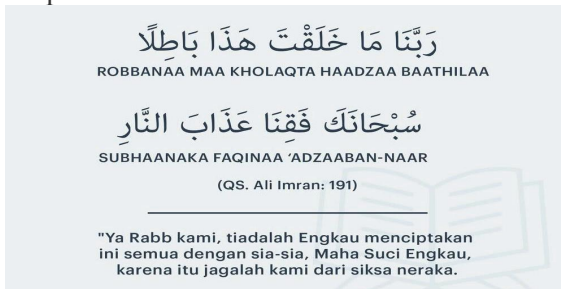 رَبَّنَا مَا خَلَقْتَ هَذَا بَاطِلًا
ROBBANAA MAA KHOLAQTA HAADZAA BAATHILAA
سُبْحَانَكَ فَقِنَا عَذَابَ النَّارِ
SUBHAANAKA FAQINAA ‘ADZAABAN-NAAR
(QS. Ali Imran: 191)
"Ya Rabb kami, tiadalah Engkau menciptakan
ini semua dengan sia-sia, Maha Suci Engkau,
karena itu jagalah kami dari siksa neraka.